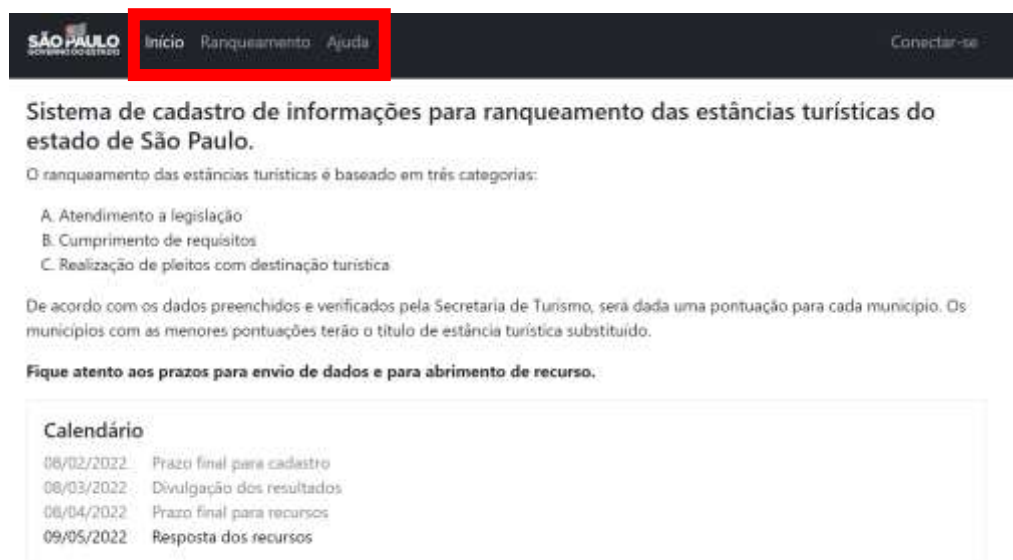 SÃO PAULO
GOVERNO DO ESTADO
Início Ranqueamento Ajuda
Conectar-se
Sistema de cadastro de informações para ranqueamento das estâncias turísticas do
estado de São Paulo.
O ranqueamento das estâncias turísticas é baseado em três categorias:
A. Atendimento a legislação
B. Cumprimento de requisitos
C. Realização de pleitos com destinação turística
De acordo com os dados preenchidos e verificados pela Secretaria de Turismo, será dada uma pontuação para cada município. Os
municípios com as menores pontuações terão o título de estância turística substituído.
Fique atento aos prazos para envio de dados e para abrimento de recurso.
Calendário
08/02/2022 Prazo final para cadastro
08/03/2022 Divulgação dos resultados
08/04/2022 Prazo final para recursos
09/05/2022 Resposta dos recursos